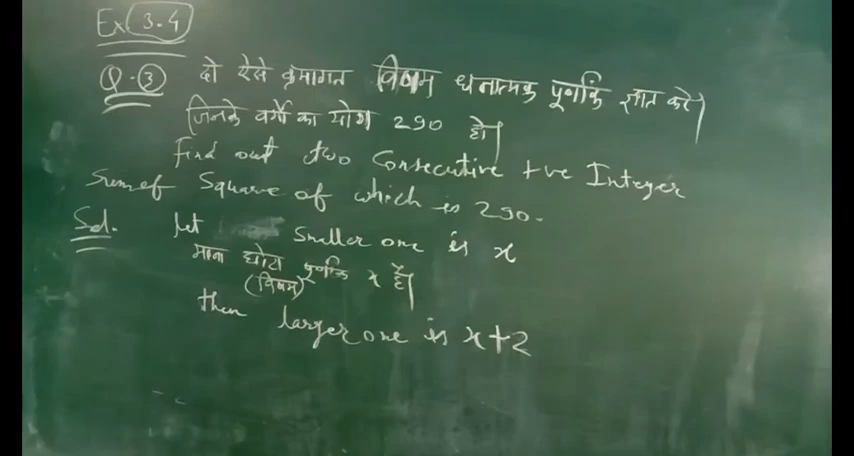 Ex. 3.4
Q.③ दो ऐसे क्रमागत विषम धनात्मक पूर्णांक ज्ञात करें।
जिनके वर्गों का योग 290 हो।
Find out two Consecutive +ve Integer
Sum of Square of which is 290.
Sol. let Smaller one is x
माना छोटा पूर्णांक x है।
(विषम)
then larger one is x+2